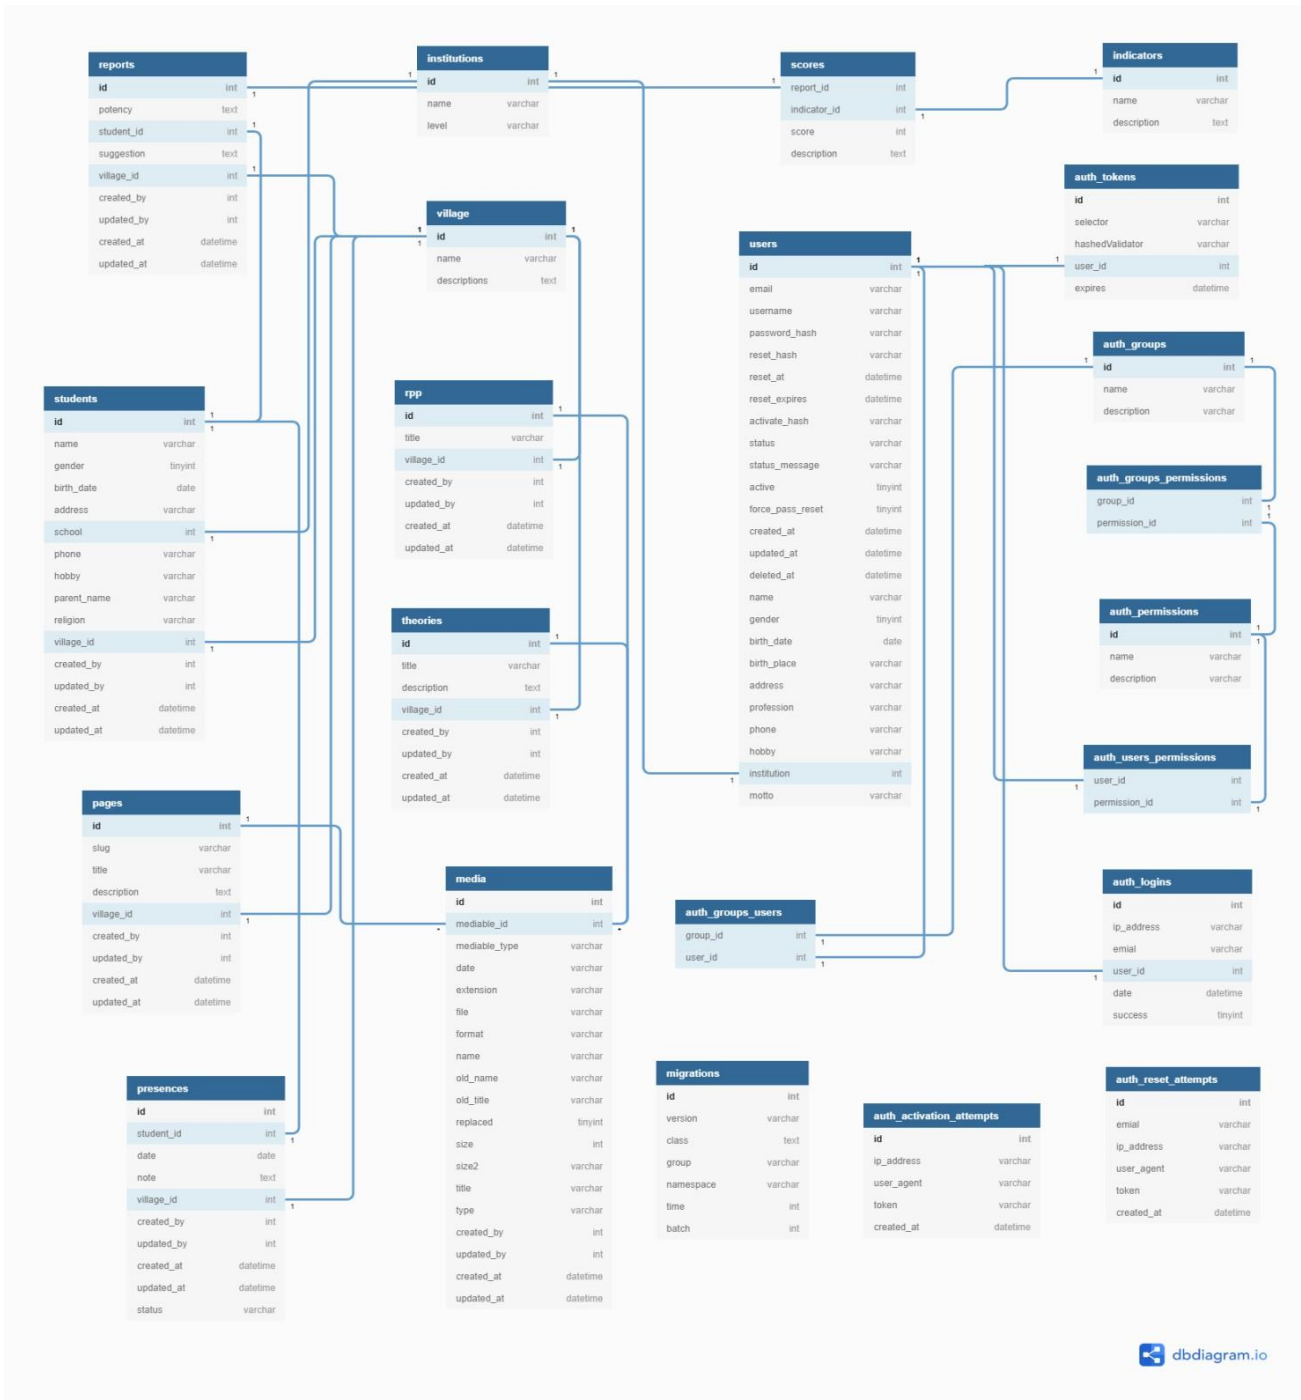 reports
id int
potency text
student_id int
suggestion text
village_id int
created_by int
updated_by int
created_at datetime
updated_at datetime
institutions
id int
name varchar
level varchar
scores
report_id int
indicator_id int
score int
description text
indicators
id int
name varchar
description text
auth_tokens
id int
selector varchar
hashedValidator varchar
user_id int
expires datetime
village
id int
name varchar
descriptions text
users
id int
email varchar
username varchar
password_hash varchar
reset_hash varchar
reset_at datetime
reset_expires datetime
activate_hash varchar
status varchar
status_message varchar
active tinyint
force_pass_reset tinyint
created_at datetime
updated_at datetime
deleted_at datetime
name varchar
gender tinyint
birth_date date
birth_place varchar
address varchar
profession varchar
phone varchar
hobby varchar
institution int
motto varchar
auth_groups
id int
name varchar
description varchar
students
id int
name varchar
gender tinyint
birth_date date
address varchar
school int
phone varchar
hobby varchar
parent_name varchar
religion varchar
village_id int
created_by int
updated_by int
created_at datetime
updated_at datetime
rpp
id int
title varchar
village_id int
created_by int
updated_by int
created_at datetime
updated_at datetime
auth_groups_permissions
group_id int
permission_id int
theories
id int
title varchar
description text
village_id int
created_by int
updated_by int
created_at datetime
updated_at datetime
auth_permissions
id int
name varchar
description varchar
auth_users_permissions
user_id int
permission_id int
pages
id int
slug varchar
title varchar
description text
village_id int
created_by int
updated_by int
created_at datetime
updated_at datetime
media
id int
mediable_id int
mediable_type varchar
date varchar
extension varchar
file varchar
format varchar
name varchar
old_name varchar
old_title varchar
replaced tinyint
size int
size2 varchar
title varchar
type varchar
created_by int
updated_by int
created_at datetime
updated_at datetime
auth_groups_users
group_id int
user_id int
auth_logins
id int
ip_address varchar
emial varchar
user_id int
date datetime
success tinyint
presences
id int
student_id int
date date
note text
village_id int
created_by int
updated_by int
created_at datetime
updated_at datetime
status varchar
migrations
id int
version varchar
class text
group varchar
namespace varchar
time int
batch int
auth_activation_attempts
id int
ip_address varchar
user_agent varchar
token varchar
created_at datetime
auth_reset_attempts
id int
emial varchar
ip_address varchar
user_agent varchar
token varchar
created_at datetime
dbdiagram.io